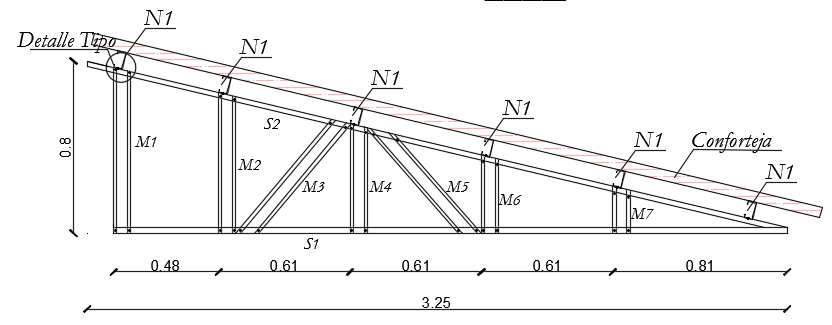 N1
Detalle Tipo
N1
N1
N1
N1
Conforteja
N1
0.8
M1
S2
M2
M3
M4
M5
M6
M7
S1
0.48
0.61
0.61
0.61
0.81
3.25